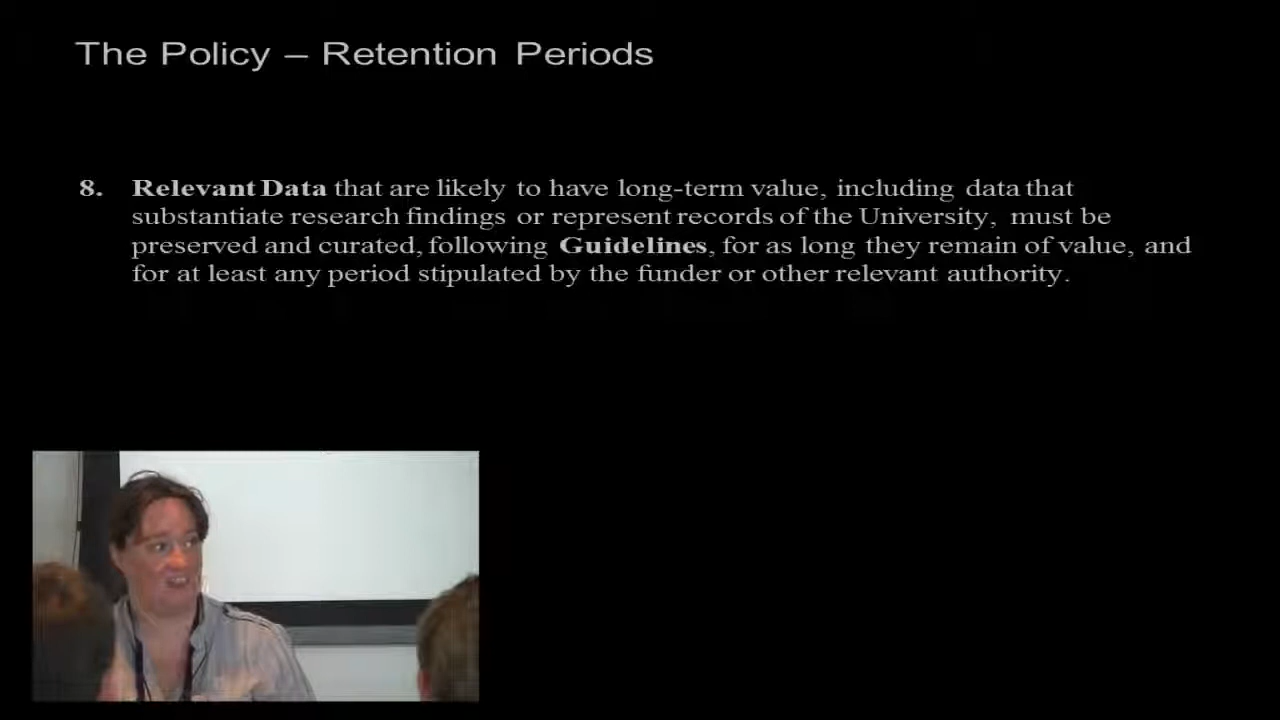 The Policy – Retention Periods
8. Relevant Data that are likely to have long-term value, including data that
substantiate research findings or represent records of the University, must be
preserved and curated, following Guidelines, for as long they remain of value, and
for at least any period stipulated by the funder or other relevant authority.